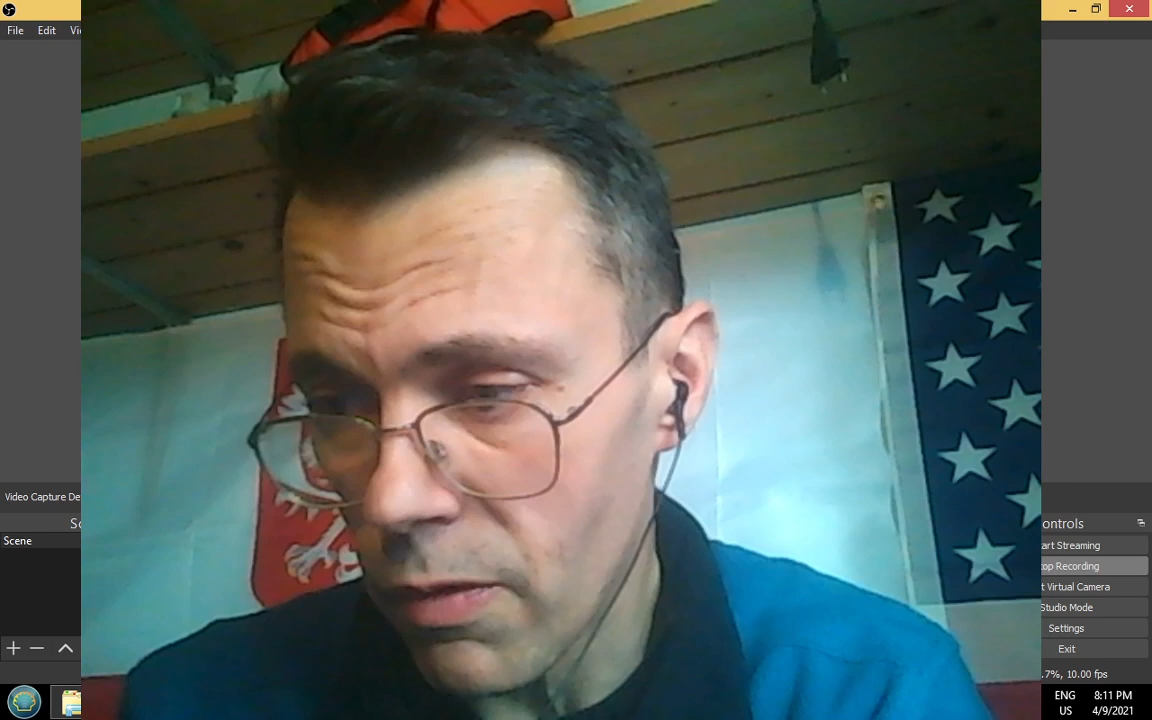 File Edit
Video Capture De
Scene
ontrols
art Streaming
op Recording
t Virtual Camera
Studio Mode
Settings
Exit
.7%, 10.00 fps
ENG 8:11 PM
US 4/9/2021